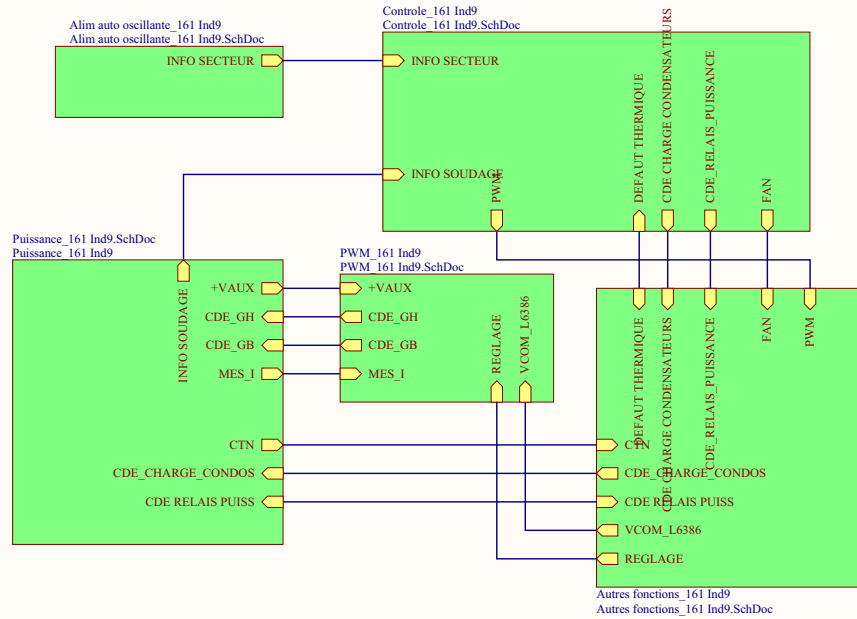 Controle_161 Ind9
Controle_161 Ind9.SchDoc
Alim auto oscillante_161 Ind9
Alim auto oscillante_161 Ind9.SchDoc
INFO SECTEUR
INFO SECTEUR
INFO SOUDAGE
PWM
DEFAUT THERMIQUE
CDE CHARGE CONDENSATEURS
CDE_RELAIS_PUISSANCE
FAN
Puissance_161 Ind9.SchDoc
Puissance_161 Ind9
INFO SOUDAGE
+VAUX
CDE_GH
CDE_GB
MES_I
CTN
CDE_CHARGE_CONDOS
CDE RELAIS PUISS
PWM_161 Ind9
PWM_161 Ind9.SchDoc
+VAUX
CDE_GH
CDE_GB
MES_I
REGLAGE
VCOM_L6386
DEFAUT THERMIQUE
CDE CHARGE CONDENSATEURS
CDE_RELAIS_PUISSANCE
FAN
PWM
CTN
CDE_CHARGE_CONDOS
CDE RELAIS PUISS
VCOM_L6386
REGLAGE
Autres fonctions_161 Ind9
Autres fonctions_161 Ind9.SchDoc